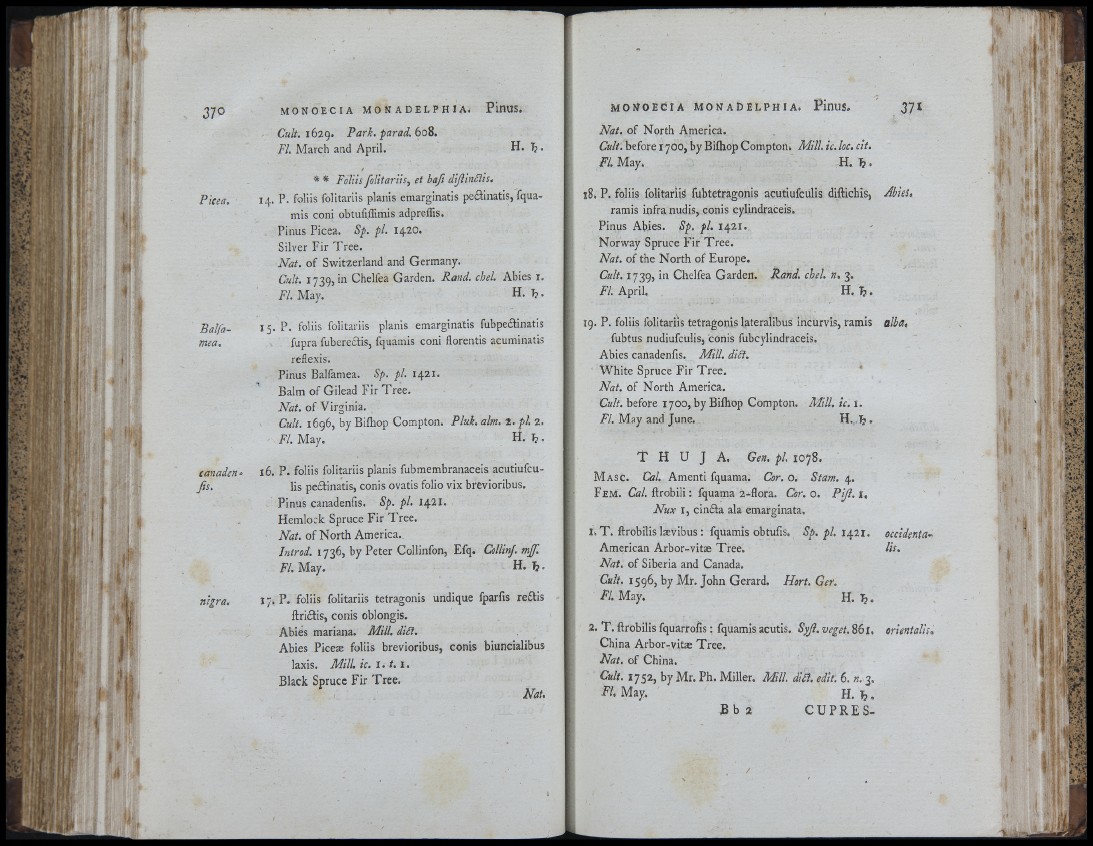 370 MONOECIA MONADELPHIA. Pinus.
Cult. 1629. Park. parad. 608.
Fl. March and April. H. ♄.
* * Foliis ſolitariis, et baſi diſtinctis.
Picea. 14. P. foliis ſolitariis planis emarginatis pectinatis, ſqua-
mis coni obtuſiſſimis adpreſſis.
Pinus Picea. Sp. pl. 1420.
Silver Fir Tree.
Nat. of Switzerland and Germany.
Cult. 1739, in Chelſea Garden. Rand. chel. Abies 1.
Fl. May. H. ♄.
Balſa- 15. P. foliis ſolitariis planis emarginatis ſubpectinatis
mea. ſupra ſuberectis, ſquamis coni florentis acuminatis
reflexis.
Pinus Balſamea. Sp. pl. 1421.
Balm of Gilead Fir Tree.
Nat. of Virginia.
Cult. 1696, by Biſhop Compton. Pluk. alm. 2. pl. 2.
Fl. May. H. ♄.
canaden- 16. P. foliis ſolitariis planis ſubmembranaceis acutiuſcu-
ſis. lis pectinatis, conis ovatis folio vix brevioribus.
Pinus canadenſis. Sp. pl. 1421.
Hemlock Spruce Fir Tree.
Nat. of North America.
Introd. 1736, by Peter Collinſon, Eſq. Collinſ. mſſ.
Fl. May. H. ♄.
nigra. 17. P. foliis ſolitariis tetragonis undique ſparſis rectis
ſtrictis, conis oblongis.
Abies mariana. Mill. dict.
Abies Piceæ foliis brevioribus, conis biuncialibus
laxis. Mill. ic. 1. t. 1.
Black Spruce Fir Tree.
Nat.
MONOECIA MONADELPHIA. Pinus. 371
Nat. of North America.
Cult. before 1700, by Biſhop Compton. Mill. ic. loc. cit.
Fl. May. H. ♄.
18. P. foliis ſolitariis ſubtetragonis acutiuſculis diſtichis, Abies.
ramis infra nudis, conis cylindraceis.
Pinus Abies. Sp. pl. 1421.
Norway Spruce Fir Tree.
Nat. of the North of Europe.
Cult. 1739, in Chelſea Garden. Rand. chel. n. 3.
Fl. April. H. ♄.
19. P. foliis ſolitariis tetragonis lateralibus incurvis, ramis alba.
ſubtus nudiuſculis, conis ſubcylindraceis.
Abies canadenſis. Mill. dict.
White Spruce Fir Tree.
Nat. of North America.
Cult. before 1700, by Biſhop Compton. Mill. ic. 1.
Fl. May and June. H. ♄.
THUJA. Gen. pl. 1078.
MASC. Cal. Amenti ſquama. Cor. 0. Stam. 4.
FEM. Cal. ſtrobili: ſquama 2-flora. Cor. 0. Piſt. 1.
Nux 1, cincta ala emarginata.
1. T. ſtrobilis lævibus: ſquamis obtuſis. Sp. pl. 1421. occidenta-
American Arbor-vitæ Tree. lis.
Nat. of Siberia and Canada.
Cult. 1596, by Mr. John Gerard. Hort. Ger.
Fl. May. H. ♄.
2. T. ſtrobilis ſquarroſis: ſquamis acutis. Syſt. veget. 861. orientalis.
China Arbor-vitæ Tree.
Nat. of China.
Cult. 1752, by Mr. Ph. Miller. Mill. dict. edit. 6. n. 3.
Fl. May. H. ♄.
Bb 2 CUPRES-